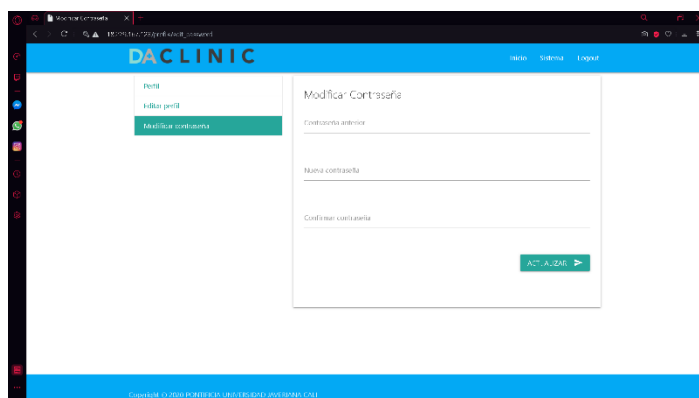 Modificar Contraseña
DACLINIC
Inicio Sistema Logout
Perfil
Editar perfil
Modificar contraseña
Modificar Contraseña
Contraseña anterior
Nueva contraseña
Confirmar contraseña
ACTUALIZAR
Copyright © 2020 PONTIFICIA UNIVERSIDAD JAVERIANA CALI